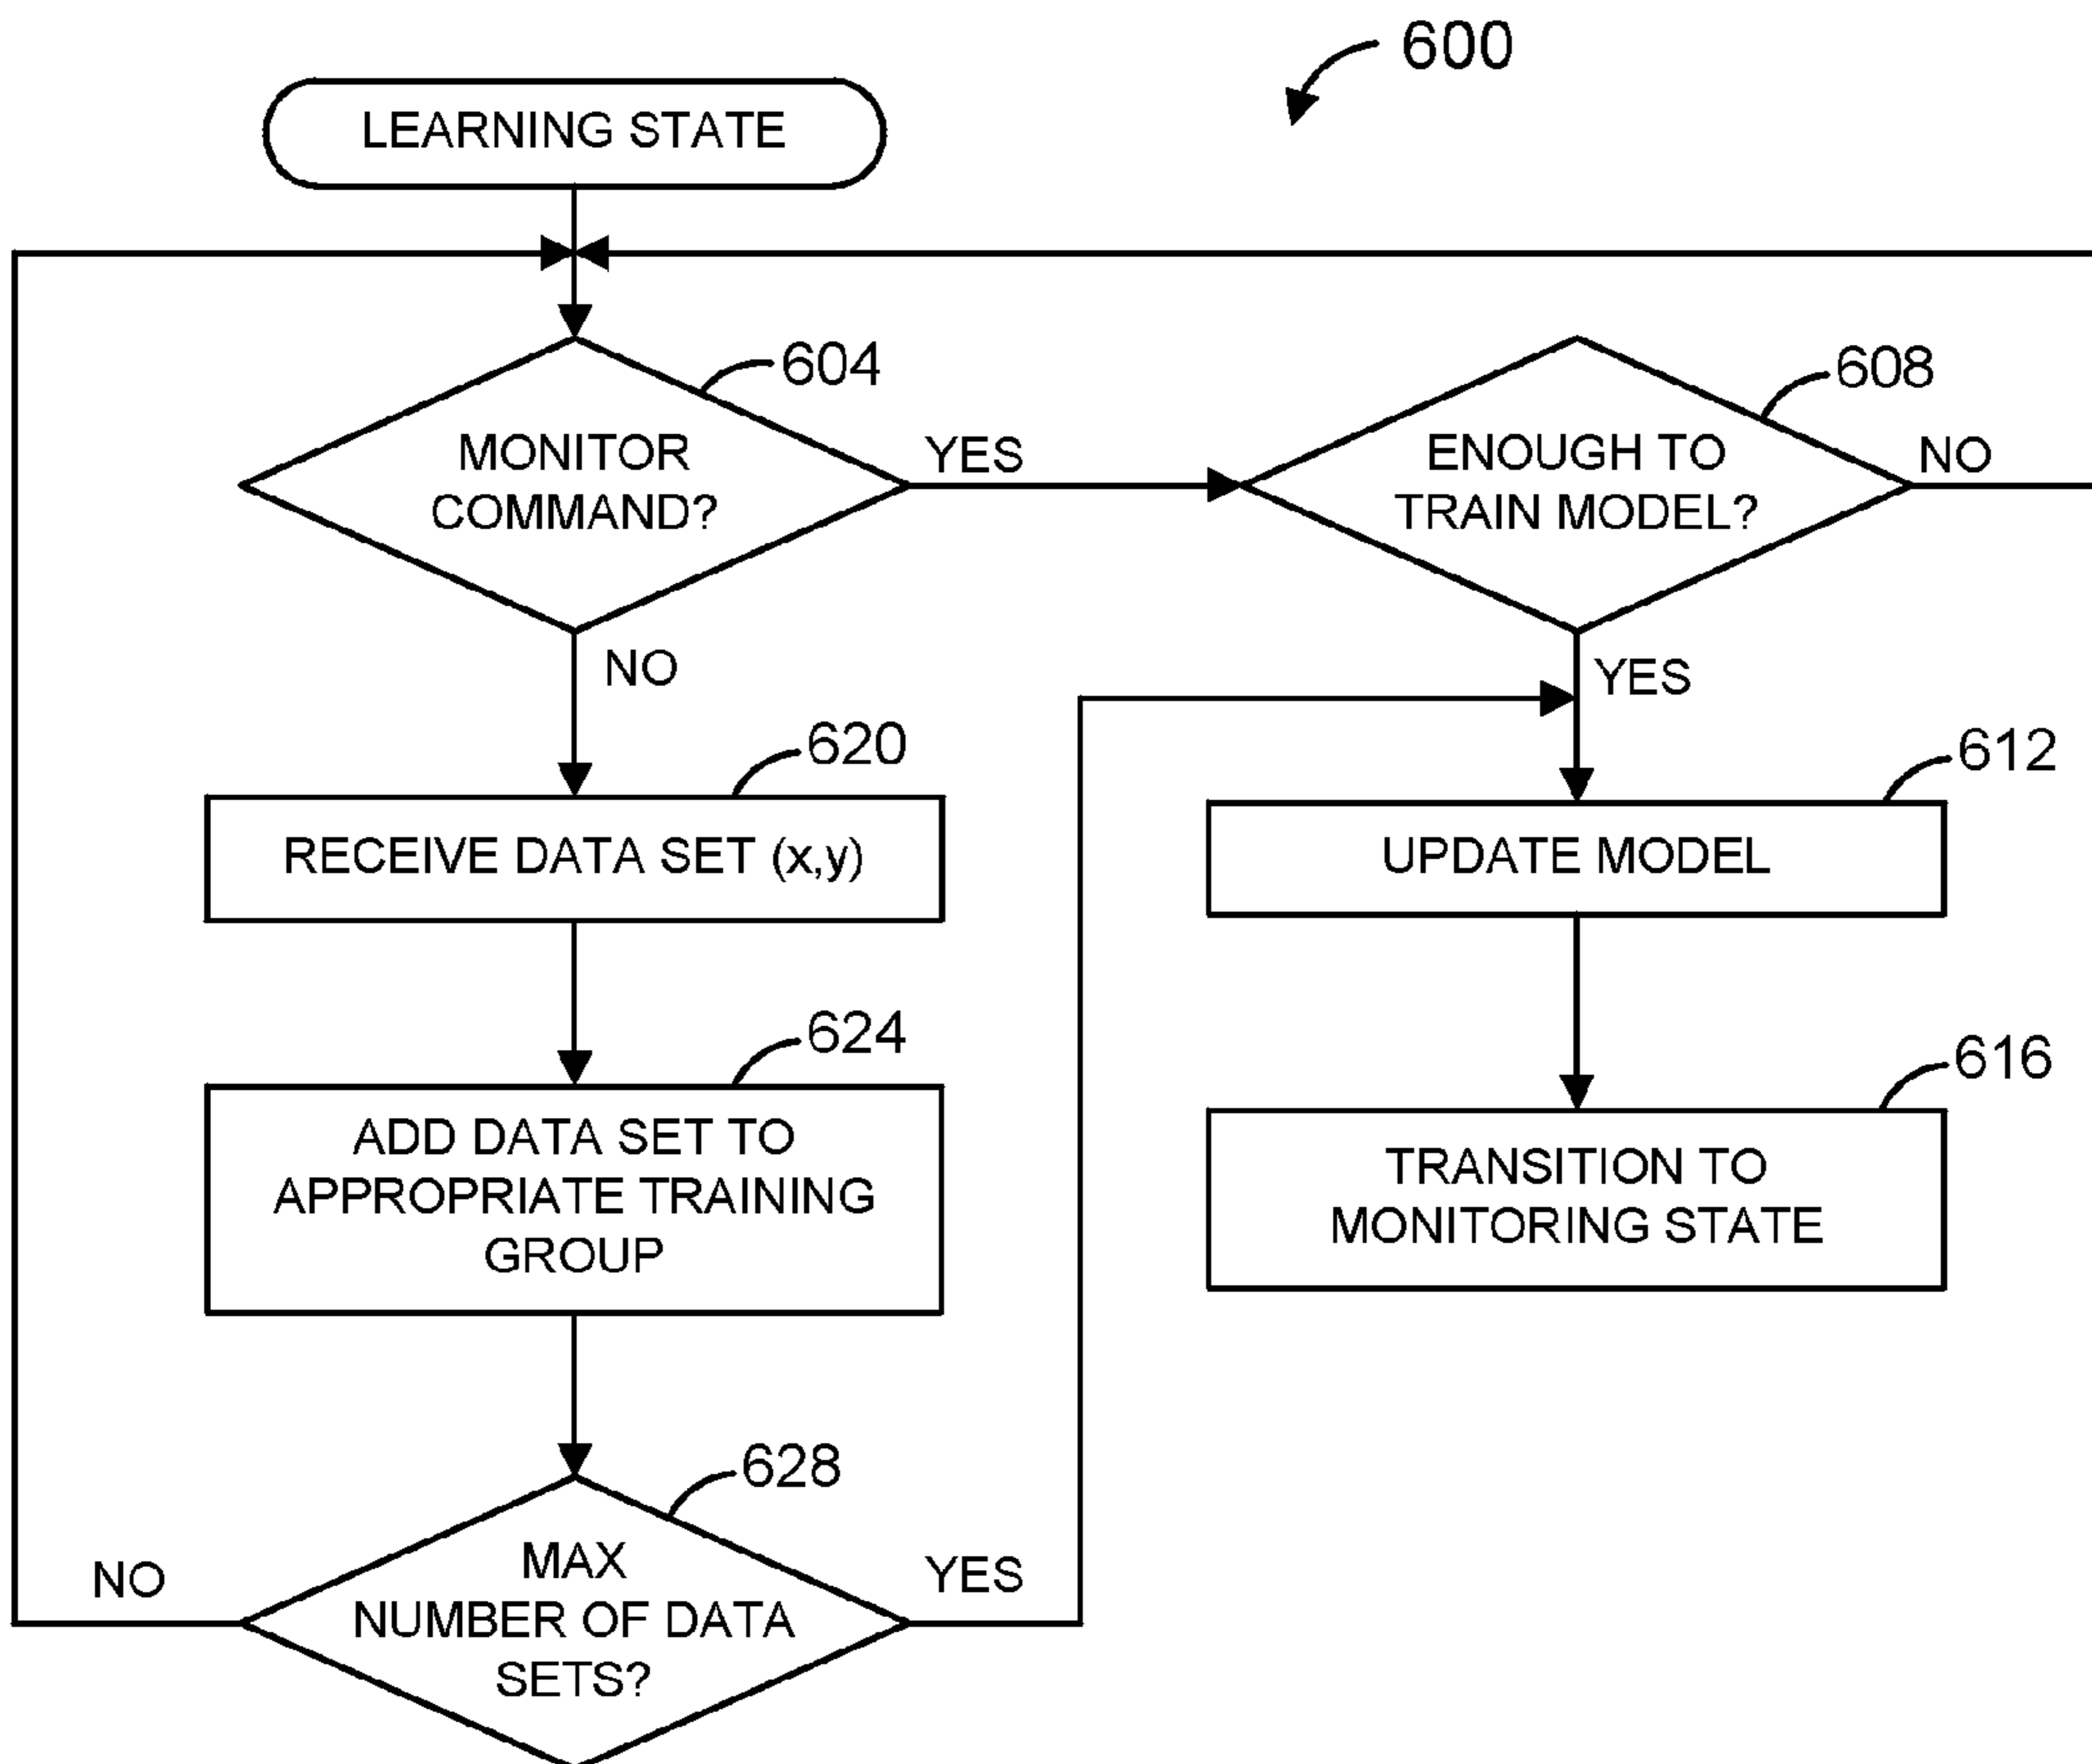 600
LEARNING STATE
604
MONITOR
COMMAND?
YES
608
ENOUGH TO
TRAIN MODEL?
NO
NO
YES
620
RECEIVE DATA SET (x,y)
612
UPDATE MODEL
624
ADD DATA SET TO
APPROPRIATE TRAINING
GROUP
616
TRANSITION TO
MONITORING STATE
628
MAX
NUMBER OF DATA
SETS?
NO
YES